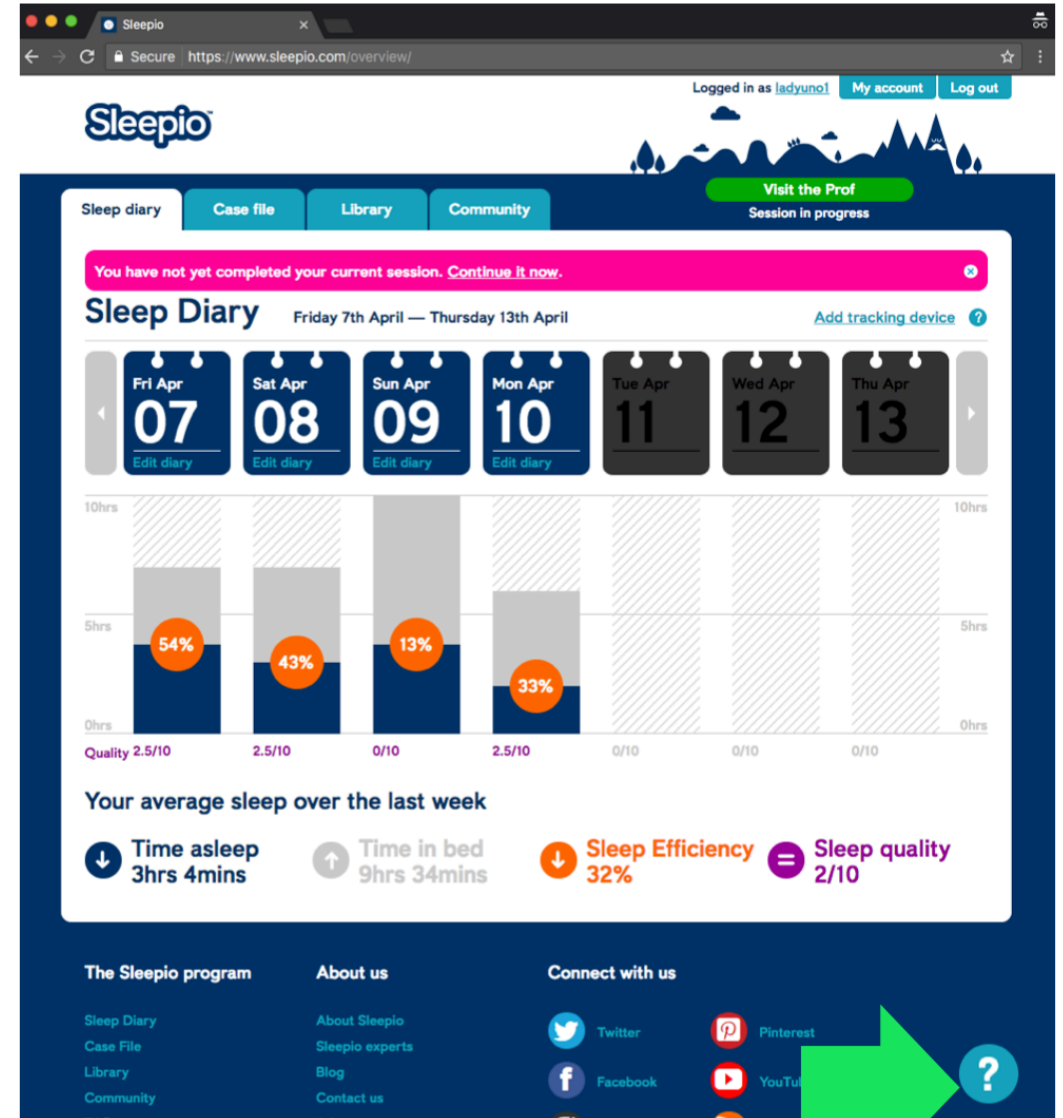 Sleepio
Secure https://www.sleepio.com/overview/
Logged in as ladyuno1 My account Log out
Sleepio
Visit the Prof
Session in progress
Sleep diary Case file Library Community
You have not yet completed your current session. Continue it now.
Sleep Diary Friday 7th April — Thursday 13th April Add tracking device ?
Fri Apr Sat Apr Sun Apr Mon Apr Tue Apr Wed Apr Thu Apr
07 08 09 10 11 12 13
Edit diary Edit diary Edit diary Edit diary
10hrs 10hrs
5hrs 5hrs
54% 43% 13% 33%
0hrs 0hrs
Quality 2.5/10 2.5/10 0/10 2.5/10 0/10 0/10 0/10
Your average sleep over the last week
Time asleep Time in bed Sleep Efficiency Sleep quality
3hrs 4mins 9hrs 34mins 32% 2/10
The Sleepio program About us Connect with us
Sleep Diary About Sleepio Twitter Pinterest
Case File Sleepio experts
Library Blog Facebook
Community Contact us
?